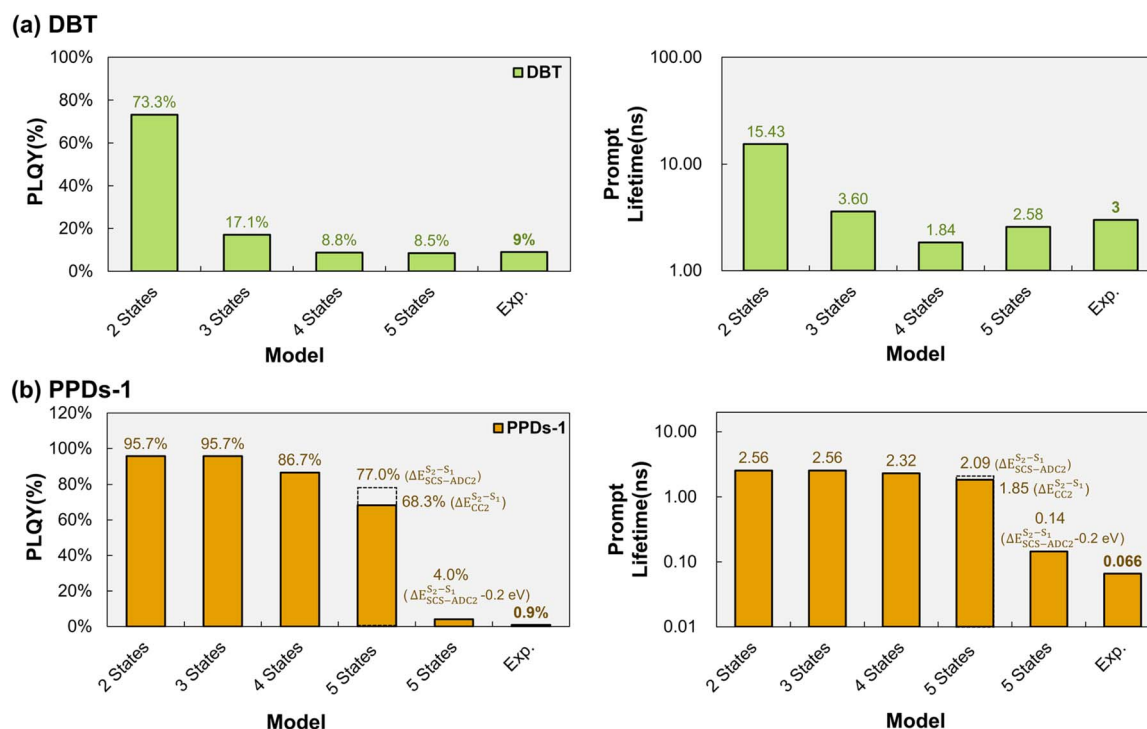 (a) DBT
100%
80%
60%
40%
20%
0%
PLQY(%)
DBT
73.3%
17.1%
8.8%
8.5%
9%
2 States
3 States
4 States
5 States
Exp.
Model
100.00
10.00
1.00
Prompt
Lifetime(ns)
15.43
3.60
1.84
2.58
3
2 States
3 States
4 States
5 States
Exp.
Model
(b) PPDs-1
120%
100%
80%
60%
40%
20%
0%
PLQY(%)
PPDs-1
95.7%
95.7%
86.7%
77.0% (ΔE^{S₂−S₁}_{SCS−ADC2})
68.3% (ΔE^{S₂−S₁}_{CC2})
4.0%
(ΔE^{S₂−S₁}_{SCS−ADC2}-0.2 eV)
0.9%
2 States
3 States
4 States
5 States
5 States
Exp.
Model
10.00
1.00
0.10
0.01
Prompt
Lifetime(ns)
2.56
2.56
2.32
2.09 (ΔE^{S₂−S₁}_{SCS−ADC2})
1.85 (ΔE^{S₂−S₁}_{CC2})
0.14
(ΔE^{S₂−S₁}_{SCS−ADC2}-0.2 eV)
0.066
2 States
3 States
4 States
5 States
5 States
Exp.
Model